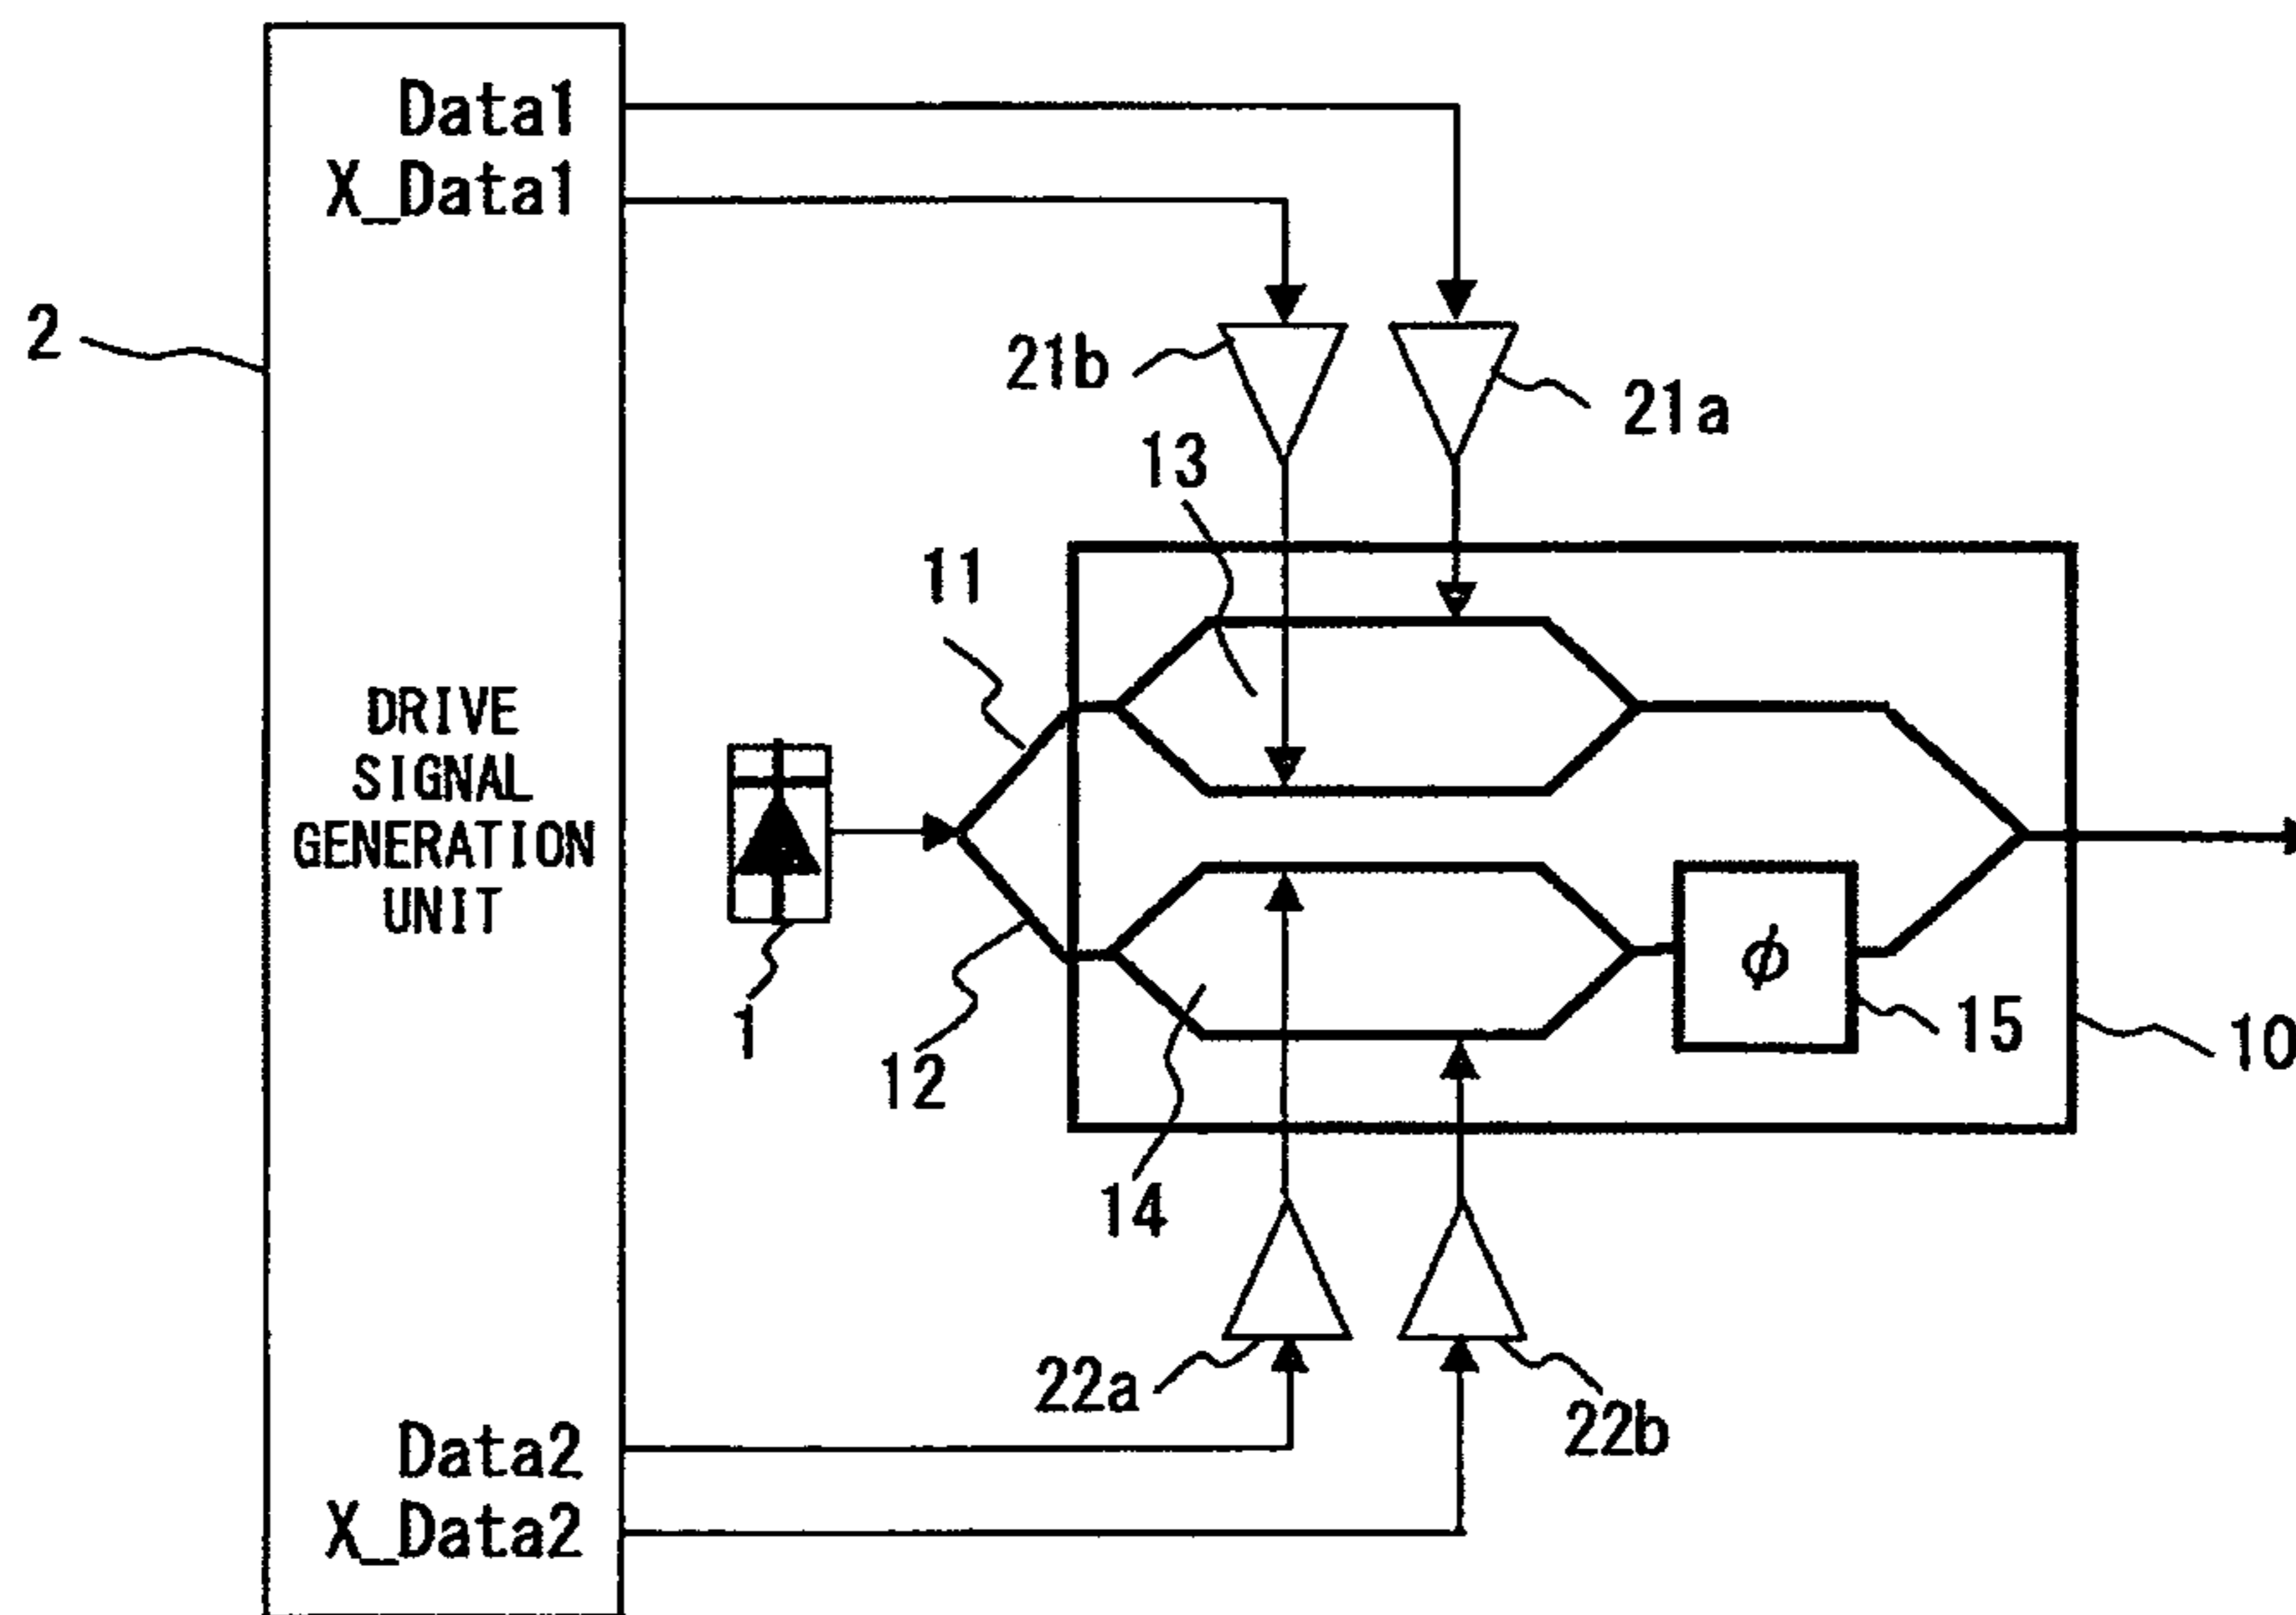 Data1
X_Data1
2
21b
21a
13
11
DRIVE
SIGNAL
GENERATION
UNIT
φ
15
10
1
12
14
22a
22b
Data2
X_Data2